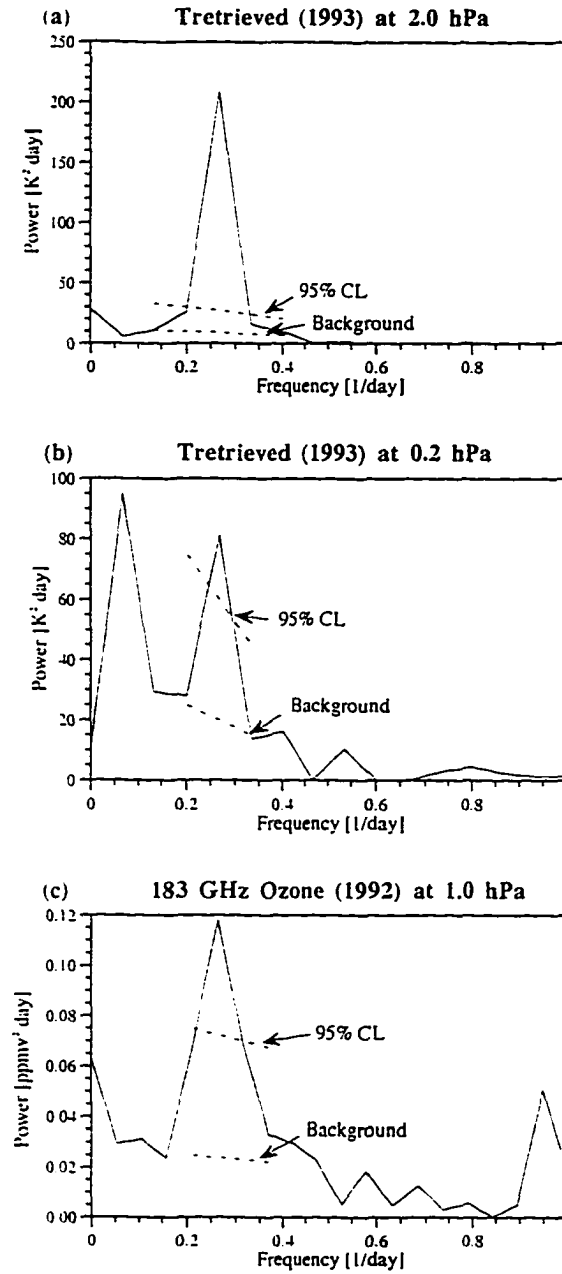 (a) Tretrieved (1993) at 2.0 hPa
Power [K² day]
250
200
150
100
50
0
95% CL
Background
0 0.2 0.4 0.6 0.8
Frequency [1/day]
(b) Tretrieved (1993) at 0.2 hPa
Power [K² day]
100
80
60
40
20
0
95% CL
Background
0 0.2 0.4 0.6 0.8
Frequency [1/day]
(c) 183 GHz Ozone (1992) at 1.0 hPa
Power [ppmv² day]
0.12
0.10
0.08
0.06
0.04
0.02
0.00
95% CL
Background
0 0.2 0.4 0.6 0.8
Frequency [1/day]